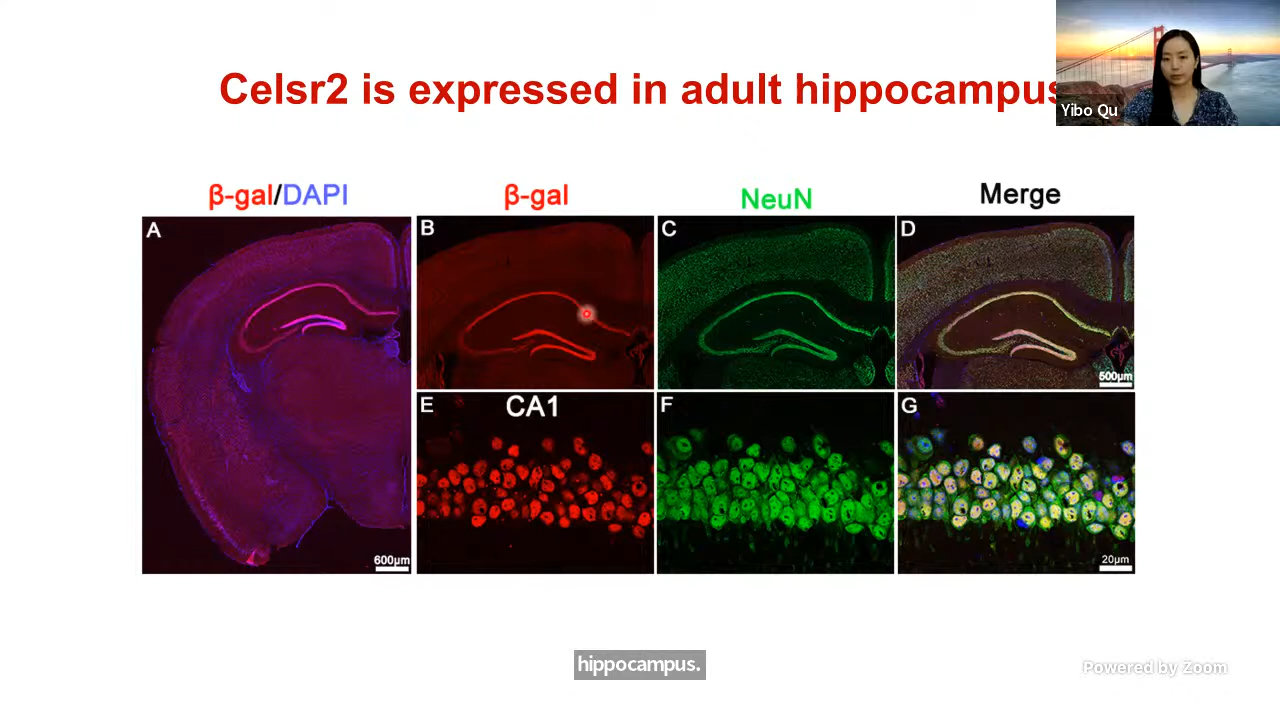 Celsr2 is expressed in adult hippocampus
Yibo Qu
β-gal/DAPI
β-gal
NeuN
Merge
A
B
C
D
500μm
E
CA1
F
G
600μm
20μm
hippocampus.
Powered by Zoom